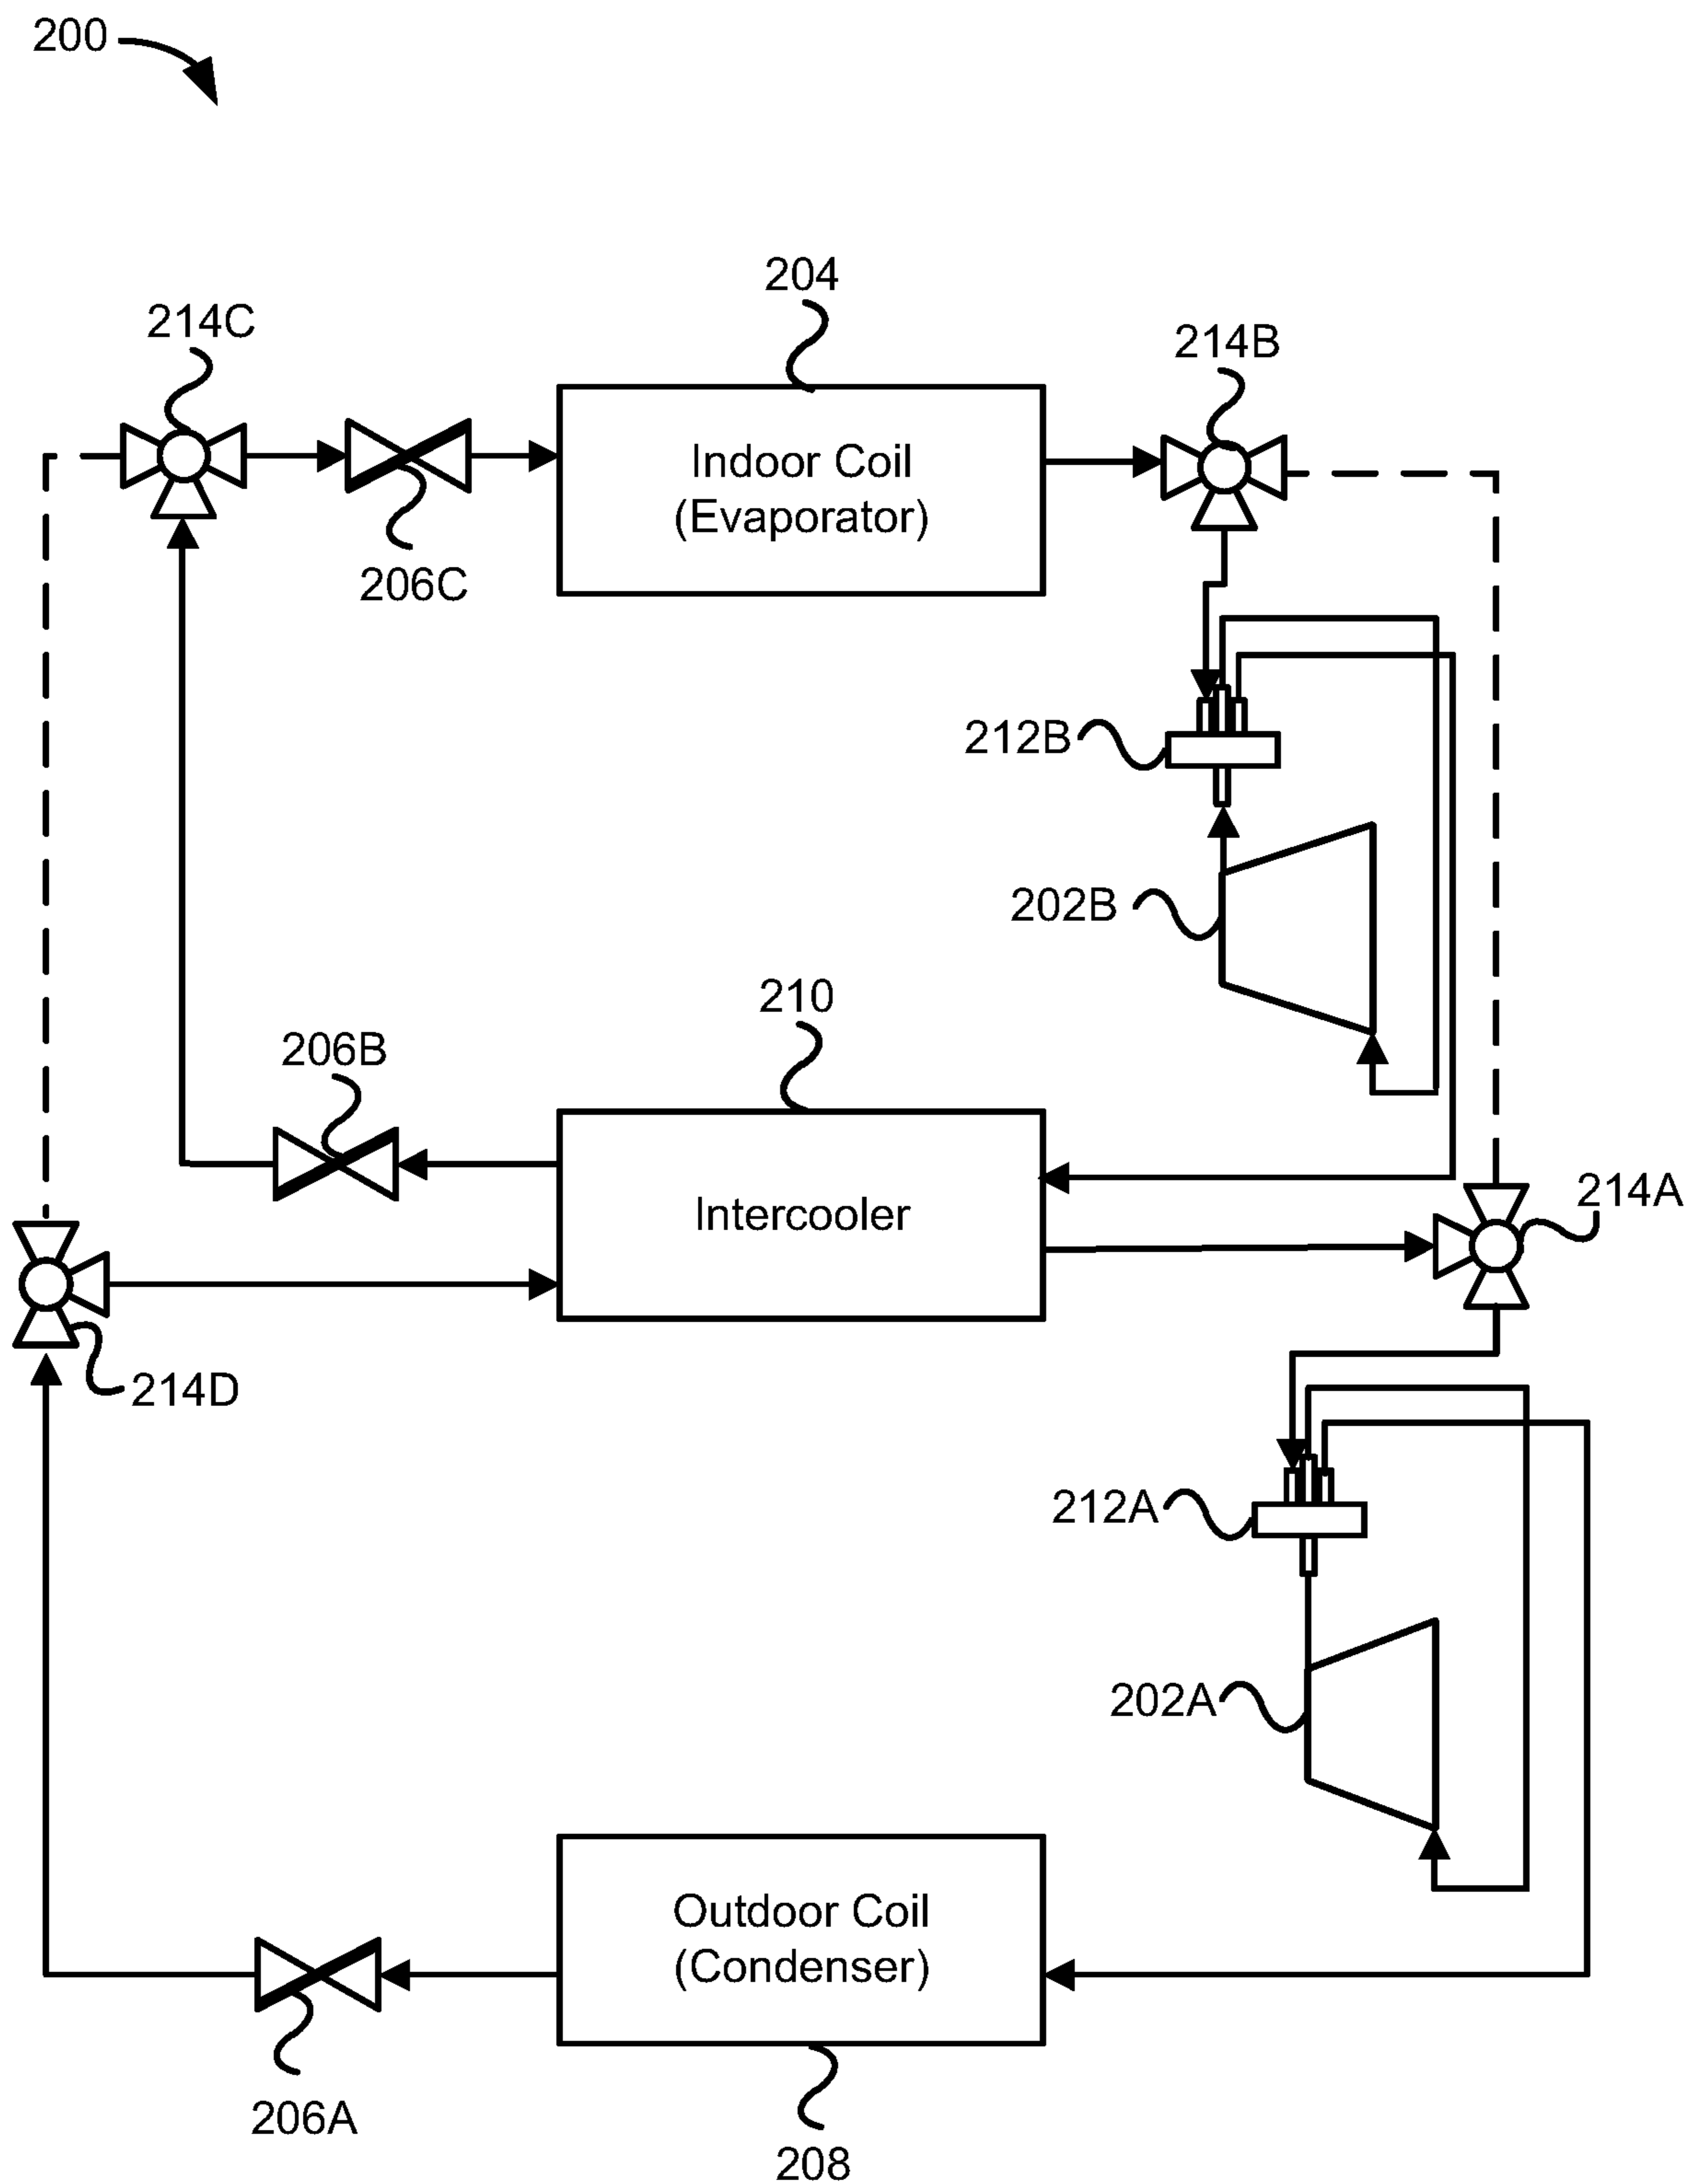 200
204
214C
214B
Indoor Coil
(Evaporator)
206C
212B
202B
210
206B
214A
Intercooler
214D
212A
202A
Outdoor Coil
(Condenser)
206A
208